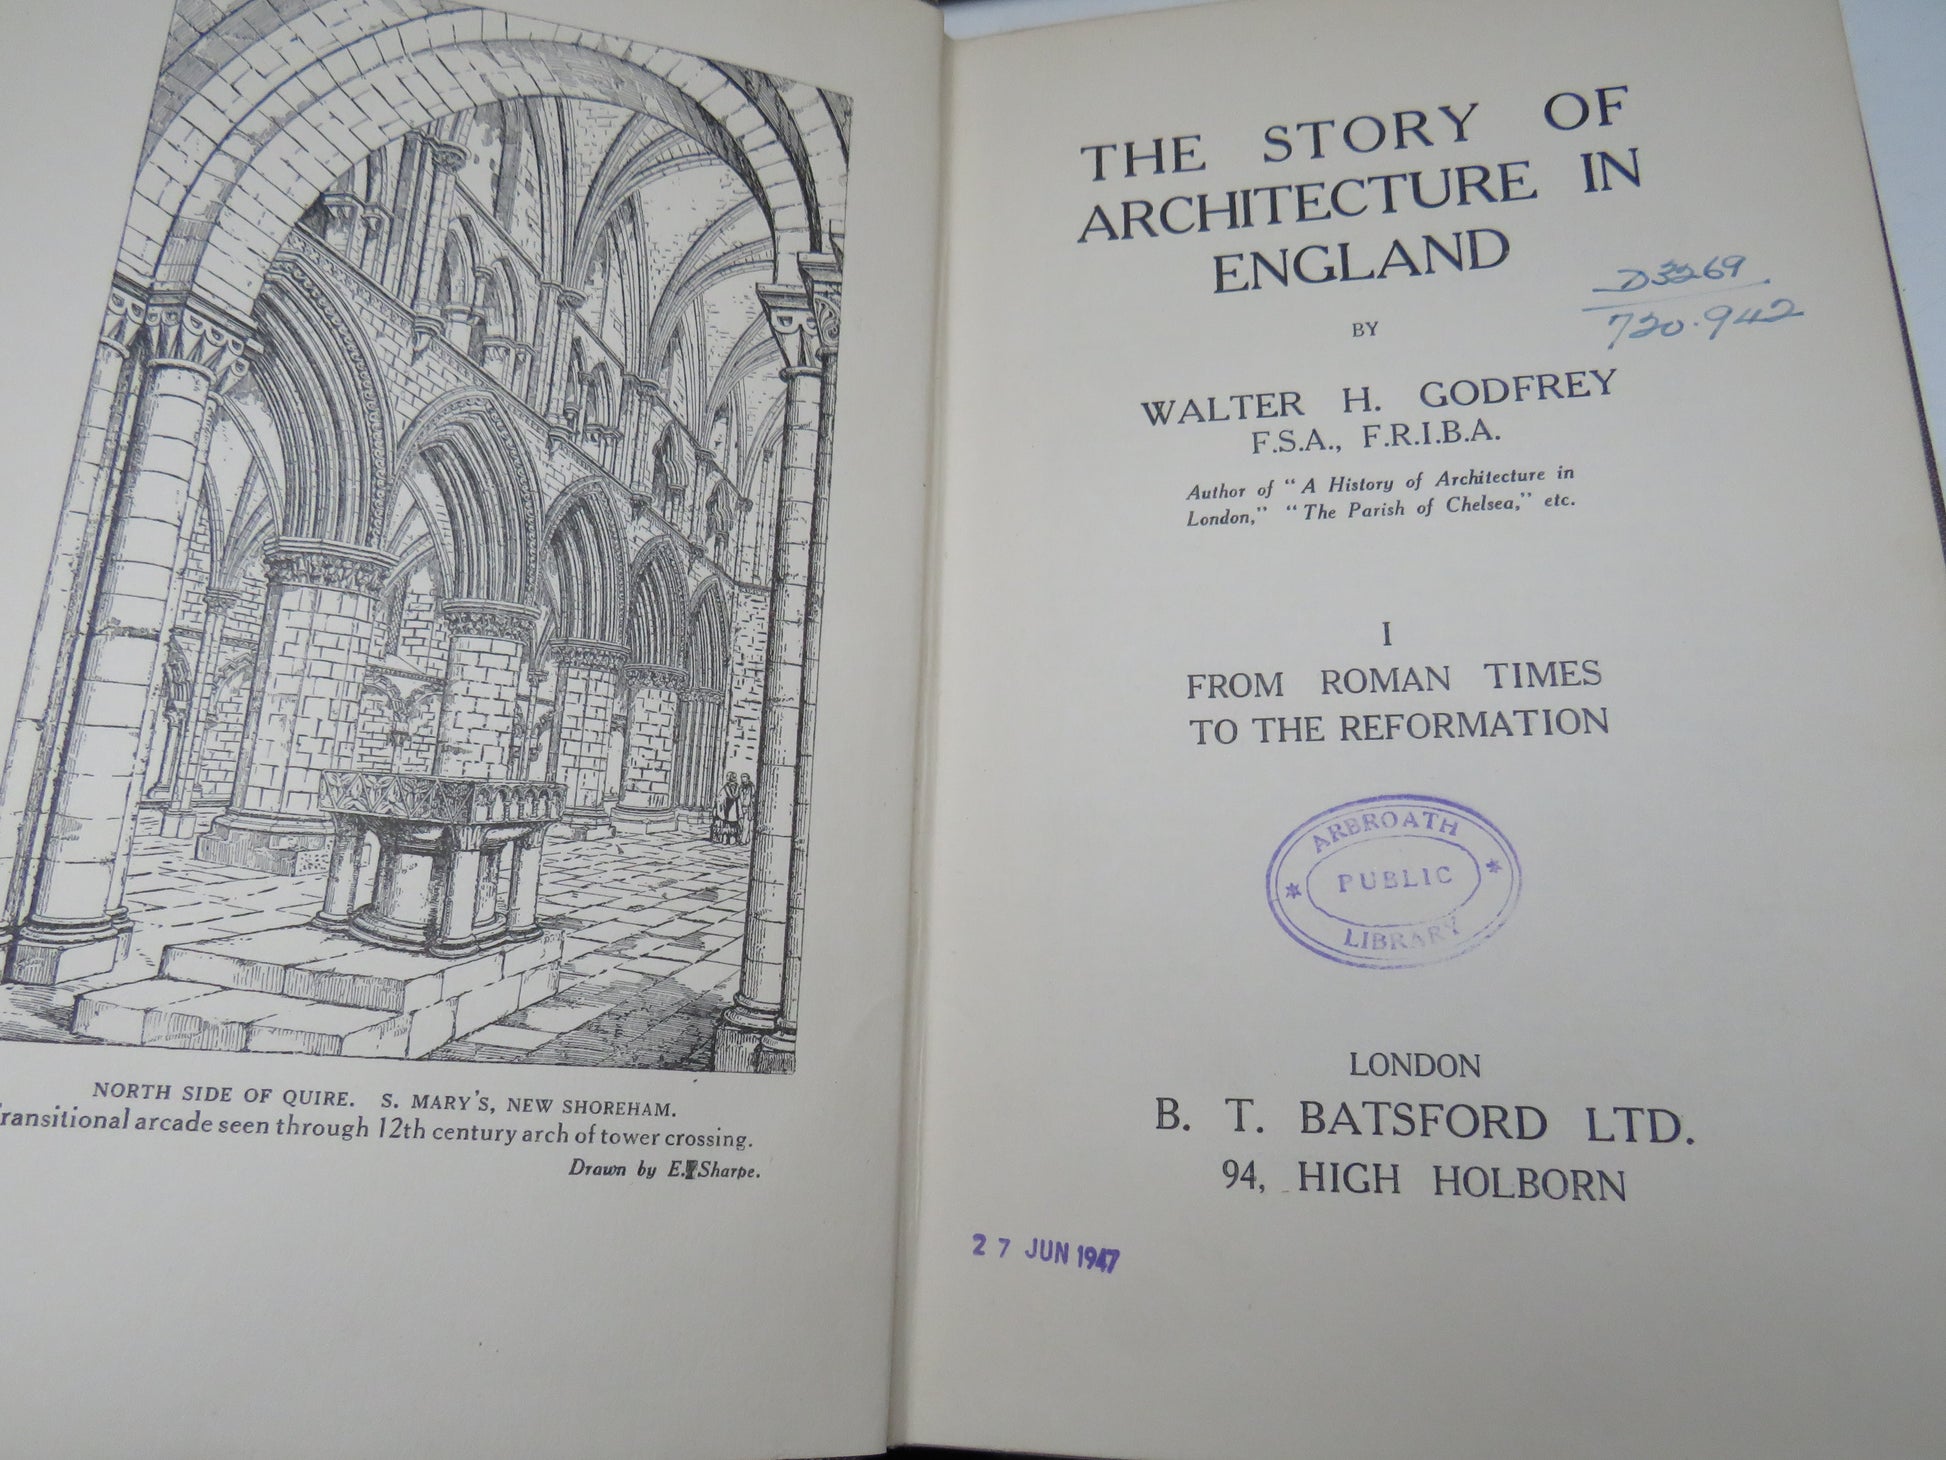 NORTH SIDE OF QUIRE. S. MARY'S, NEW SHOREHAM.
ransitional arcade seen through 12th century arch of tower crossing.
Drawn by E. Sharpe.
THE STORY OF
ARCHITECTURE IN
ENGLAND
D3369
720.942
BY
WALTER H. GODFREY
F.S.A., F.R.I.B.A.
Author of "A History of Architecture in
London," "The Parish of Chelsea," etc.
I
FROM ROMAN TIMES
TO THE REFORMATION
ARBROATH
PUBLIC
LIBRARY
LONDON
B. T. BATSFORD LTD.
94, HIGH HOLBORN
27 JUN 1947